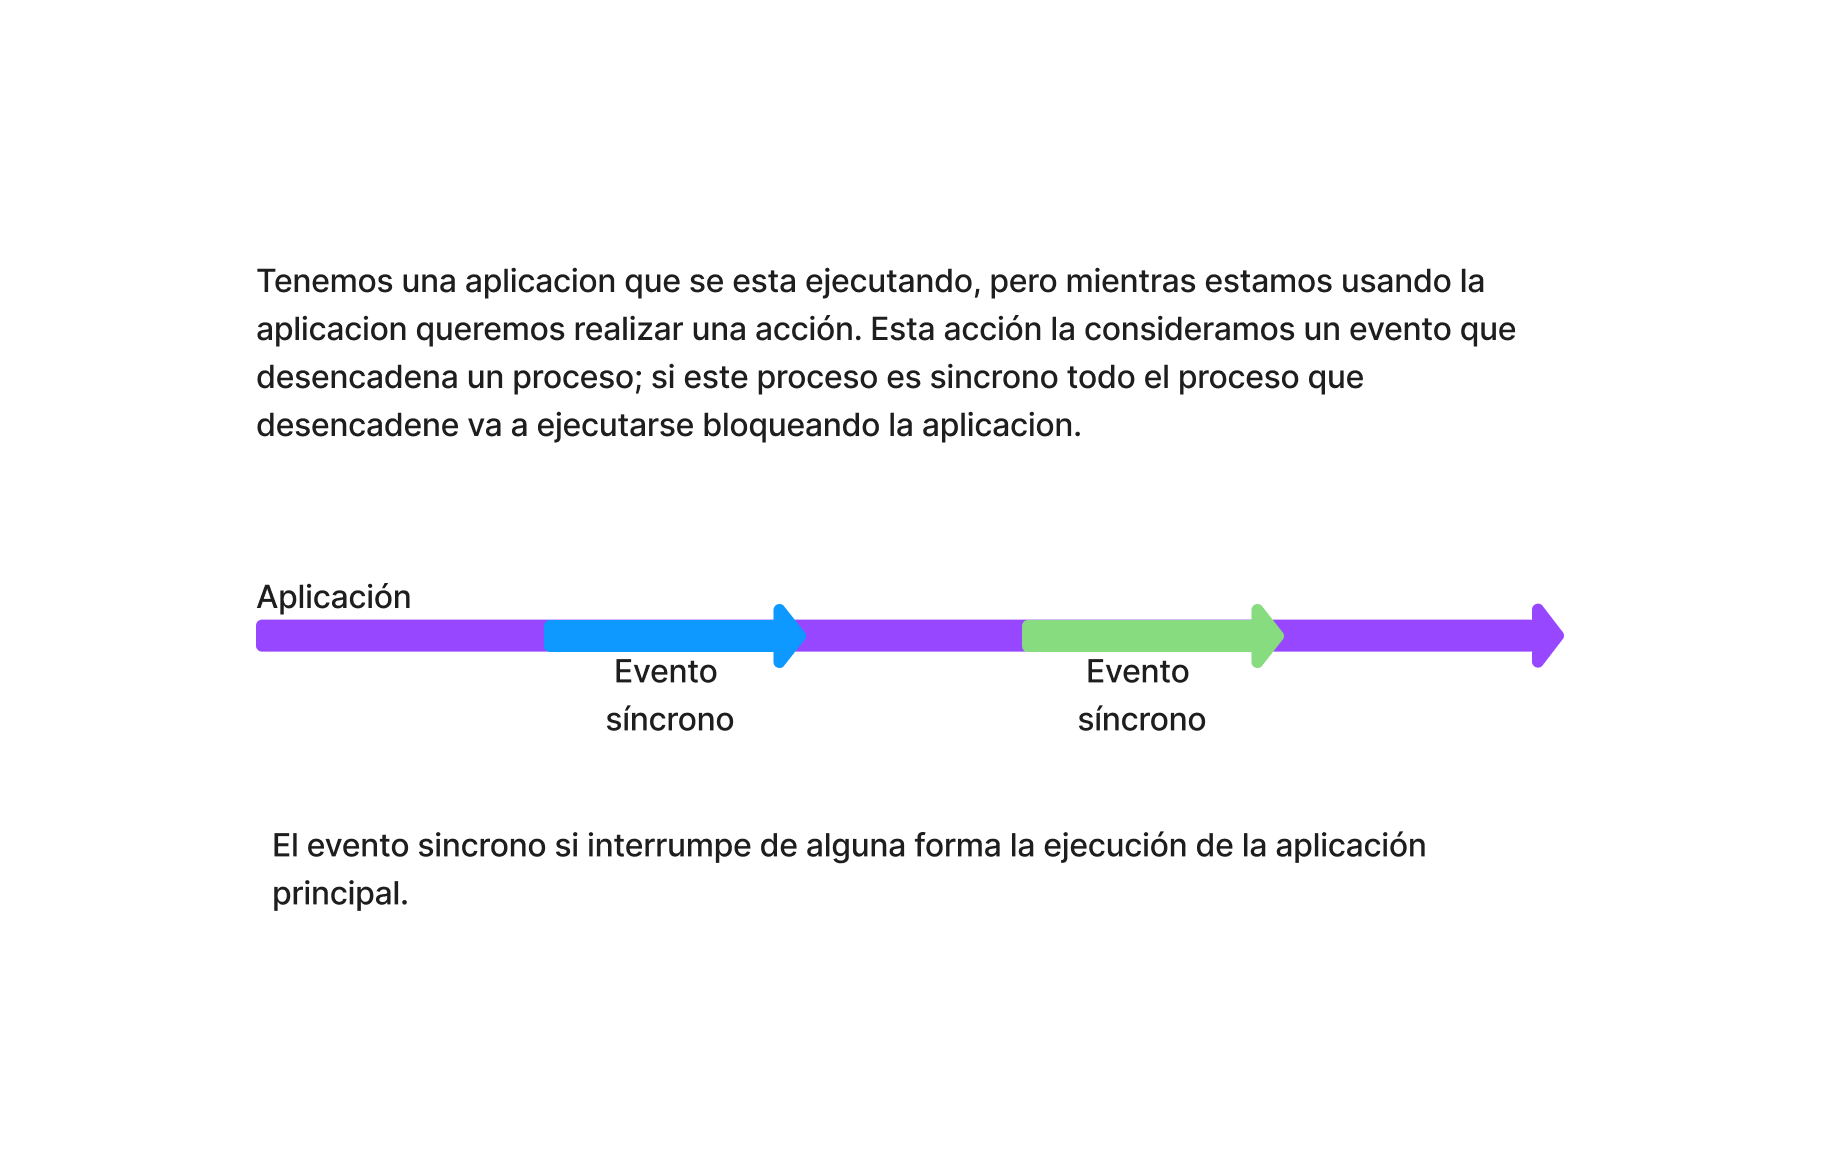 Tenemos una aplicacion que se esta ejecutando, pero mientras estamos usando la
aplicacion queremos realizar una acción. Esta acción la consideramos un evento que
desencadena un proceso; si este proceso es sincrono todo el proceso que
desencadene va a ejecutarse bloqueando la aplicacion.
Aplicación
Evento
síncrono
Evento
síncrono
El evento sincrono si interrumpe de alguna forma la ejecución de la aplicación
principal.